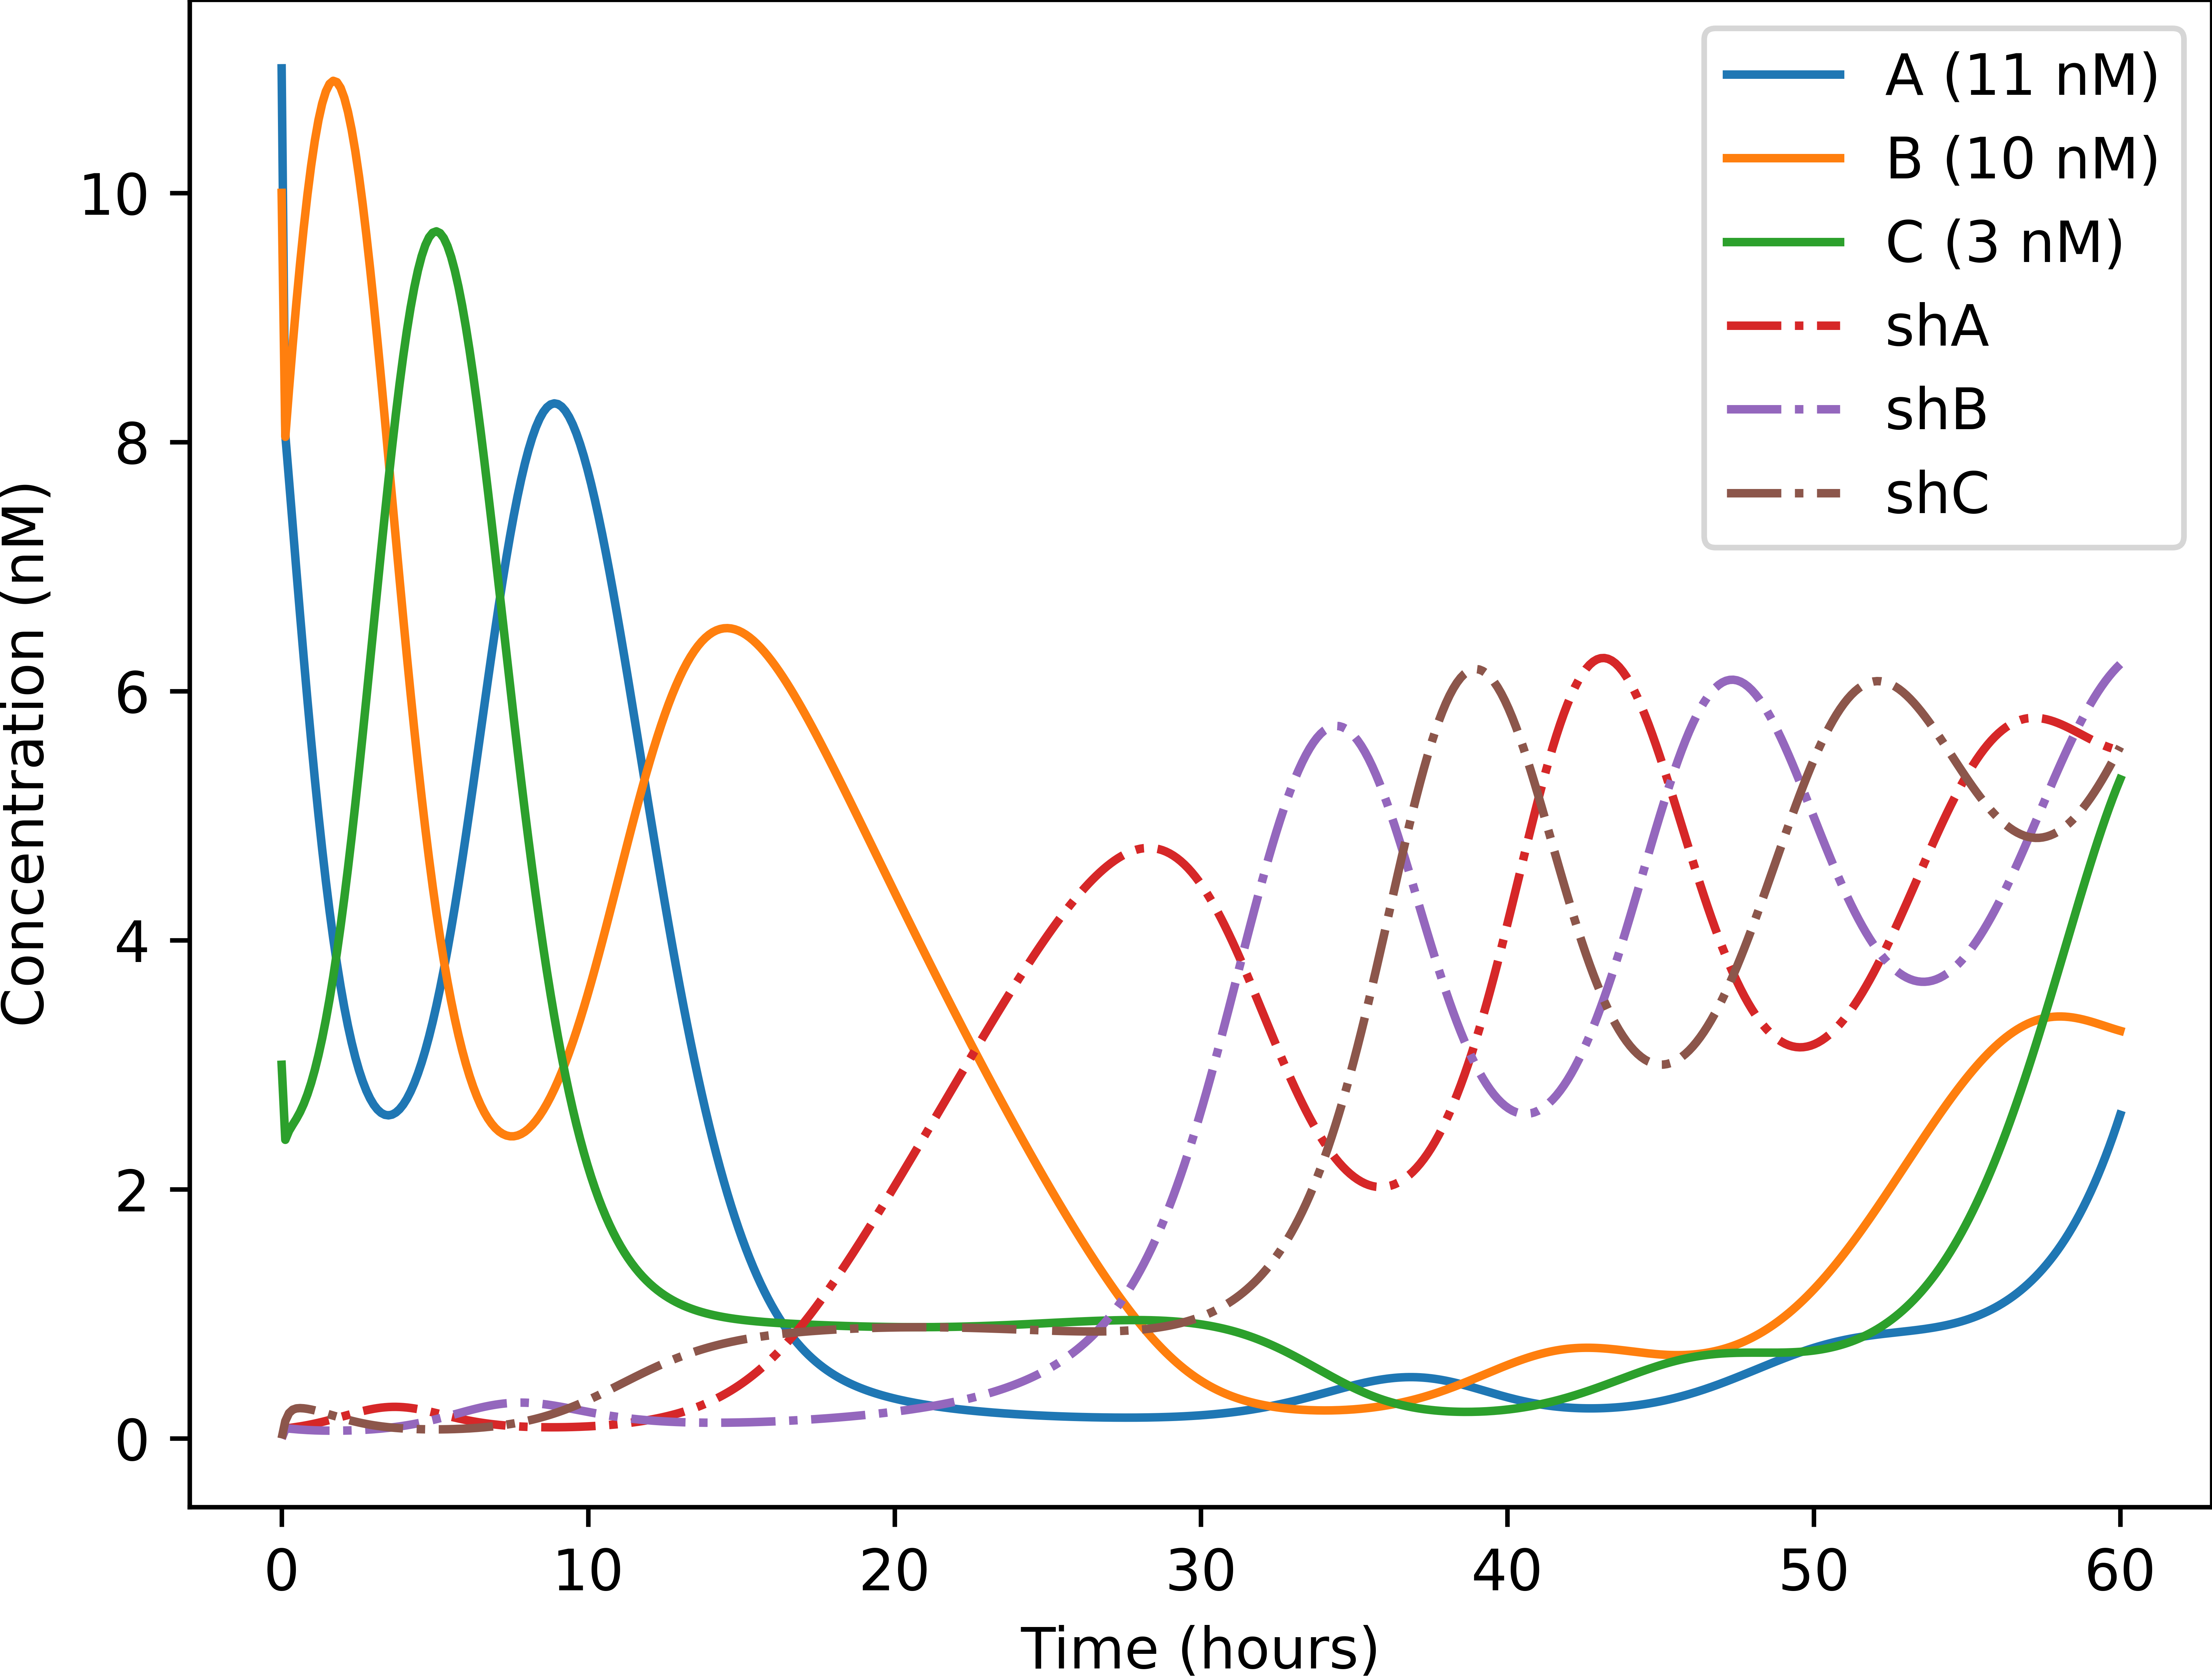 A (11 nM)
B (10 nM)
C (3 nM)
shA
shB
shC
Concentration (nM)
10
8
6
4
2
0
0 10 20 30 40 50 60
Time (hours)